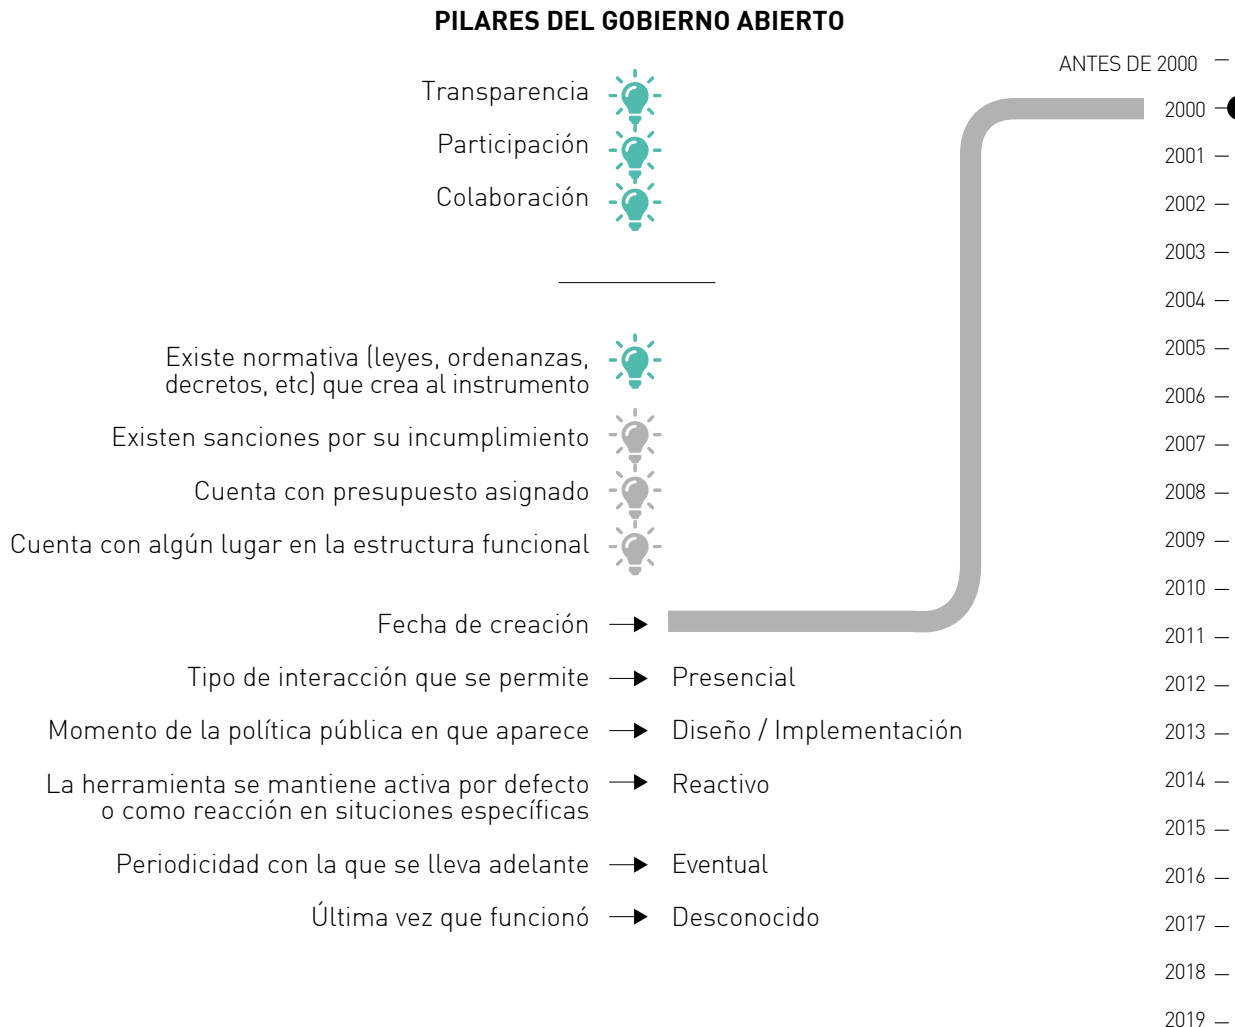 PILARES DEL GOBIERNO ABIERTO
Transparencia
Participación
Colaboración
Existe normativa (leyes, ordenanzas,
decretos, etc) que crea al instrumento
Existen sanciones por su incumplimiento
Cuenta con presupuesto asignado
Cuenta con algún lugar en la estructura funcional
Fecha de creación
Tipo de interacción que se permite
Presencial
Momento de la política pública en que aparece
Diseño / Implementación
La herramienta se mantiene activa por defecto
o como reacción en situciones específicas
Reactivo
Periodicidad con la que se lleva adelante
Eventual
Última vez que funcionó
Desconocido
ANTES DE 2000
2000
2001
2002
2003
2004
2005
2006
2007
2008
2009
2010
2011
2012
2013
2014
2015
2016
2017
2018
2019